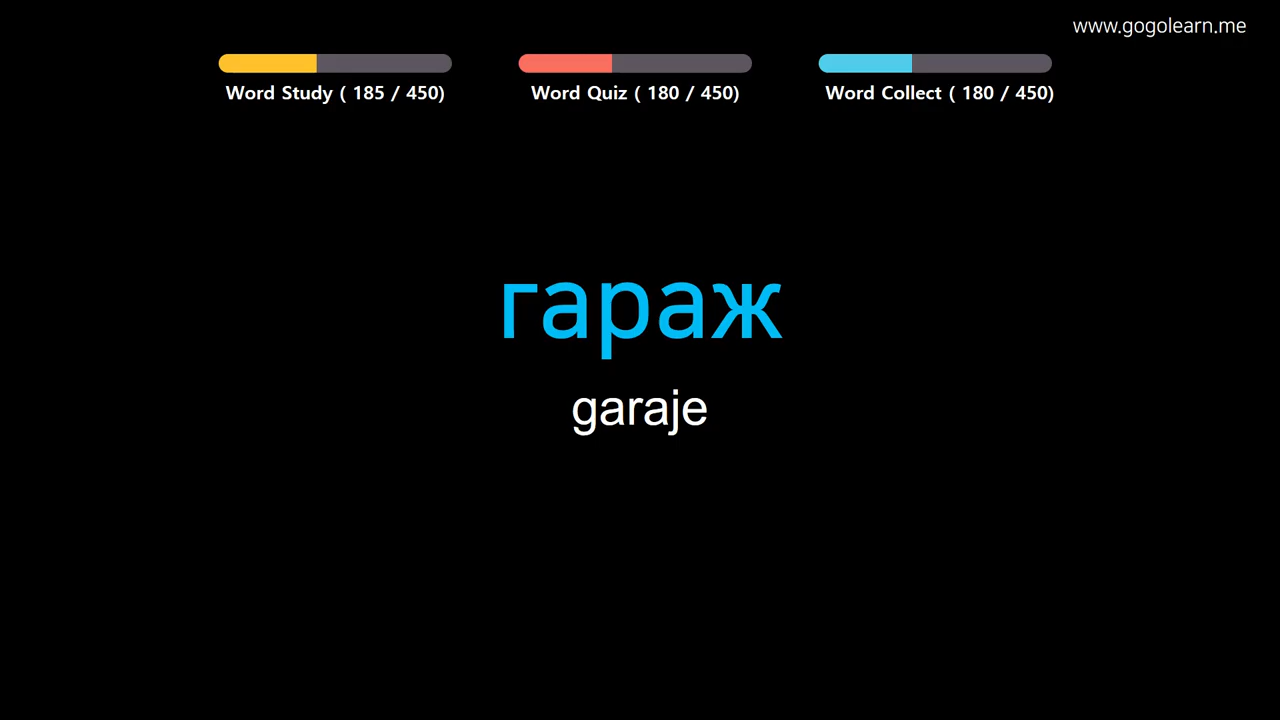 www.gogolearn.me
Word Study ( 185 / 450)
Word Quiz ( 180 / 450)
Word Collect ( 180 / 450)
гараж
garaje